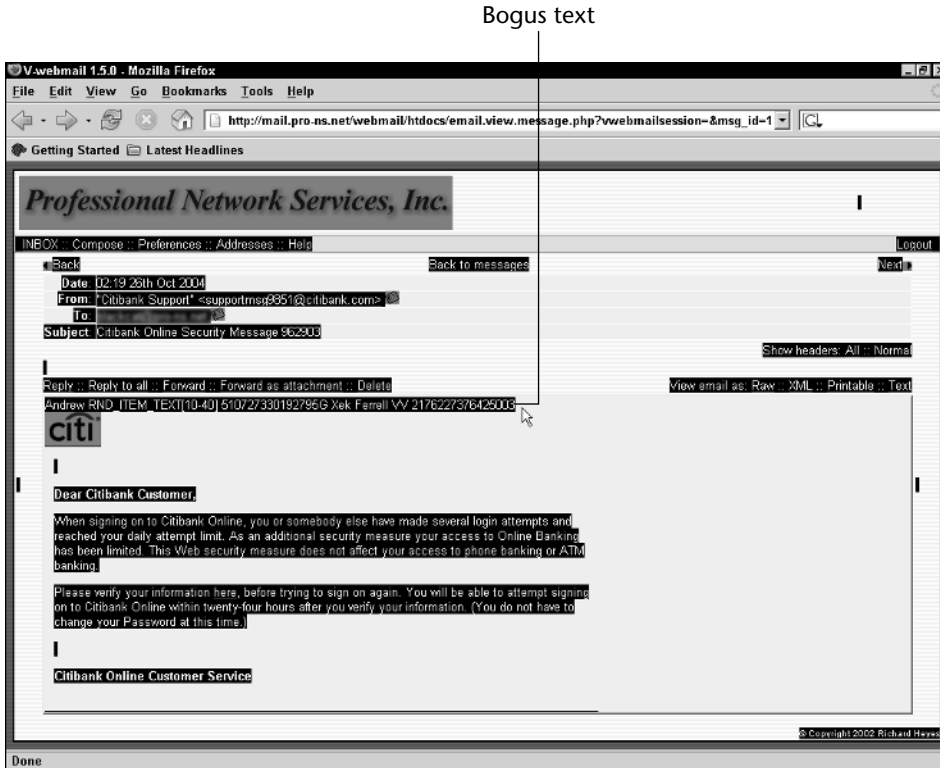 Bogus text
V-webmail 1.5.0 - Mozilla Firefox
File Edit View Go Bookmarks Tools Help
http://mail.pro-ns.net/webmail/htdocs/email.view.message.php?vwebmailsession=&msg_id=1
Getting Started Latest Headlines
Professional Network Services, Inc.
INBOX :: Compose :: Preferences :: Addresses :: Help Logout
Back Back to messages Next
Date: 02:19 26th Oct 2004
From: "Citibank Support" <supportmsg9851@citibank.com>
To:
Subject: Citibank Online Security Message 962903
Show headers: All :: Normal
Reply :: Reply to all :: Forward :: Forward as attachment :: Delete View email as: Raw :: XML :: Printable :: Text
Andrew RND_ITEM_TEXT[10-40] 510727330192795G Xek Ferrell VV 2176227376425003
citi
Dear Citibank Customer,
When signing on to Citibank Online, you or somebody else have made several login attempts and
reached your daily attempt limit. As an additional security measure your access to Online Banking
has been limited. This Web security measure does not affect your access to phone banking or ATM
banking.
Please verify your information here, before trying to sign on again. You will be able to attempt signing
on to Citibank Online within twenty-four hours after you verify your information. (You do not have to
change your Password at this time.)
Citibank Online Customer Service
© Copyright 2002 Richard Heyes
Done